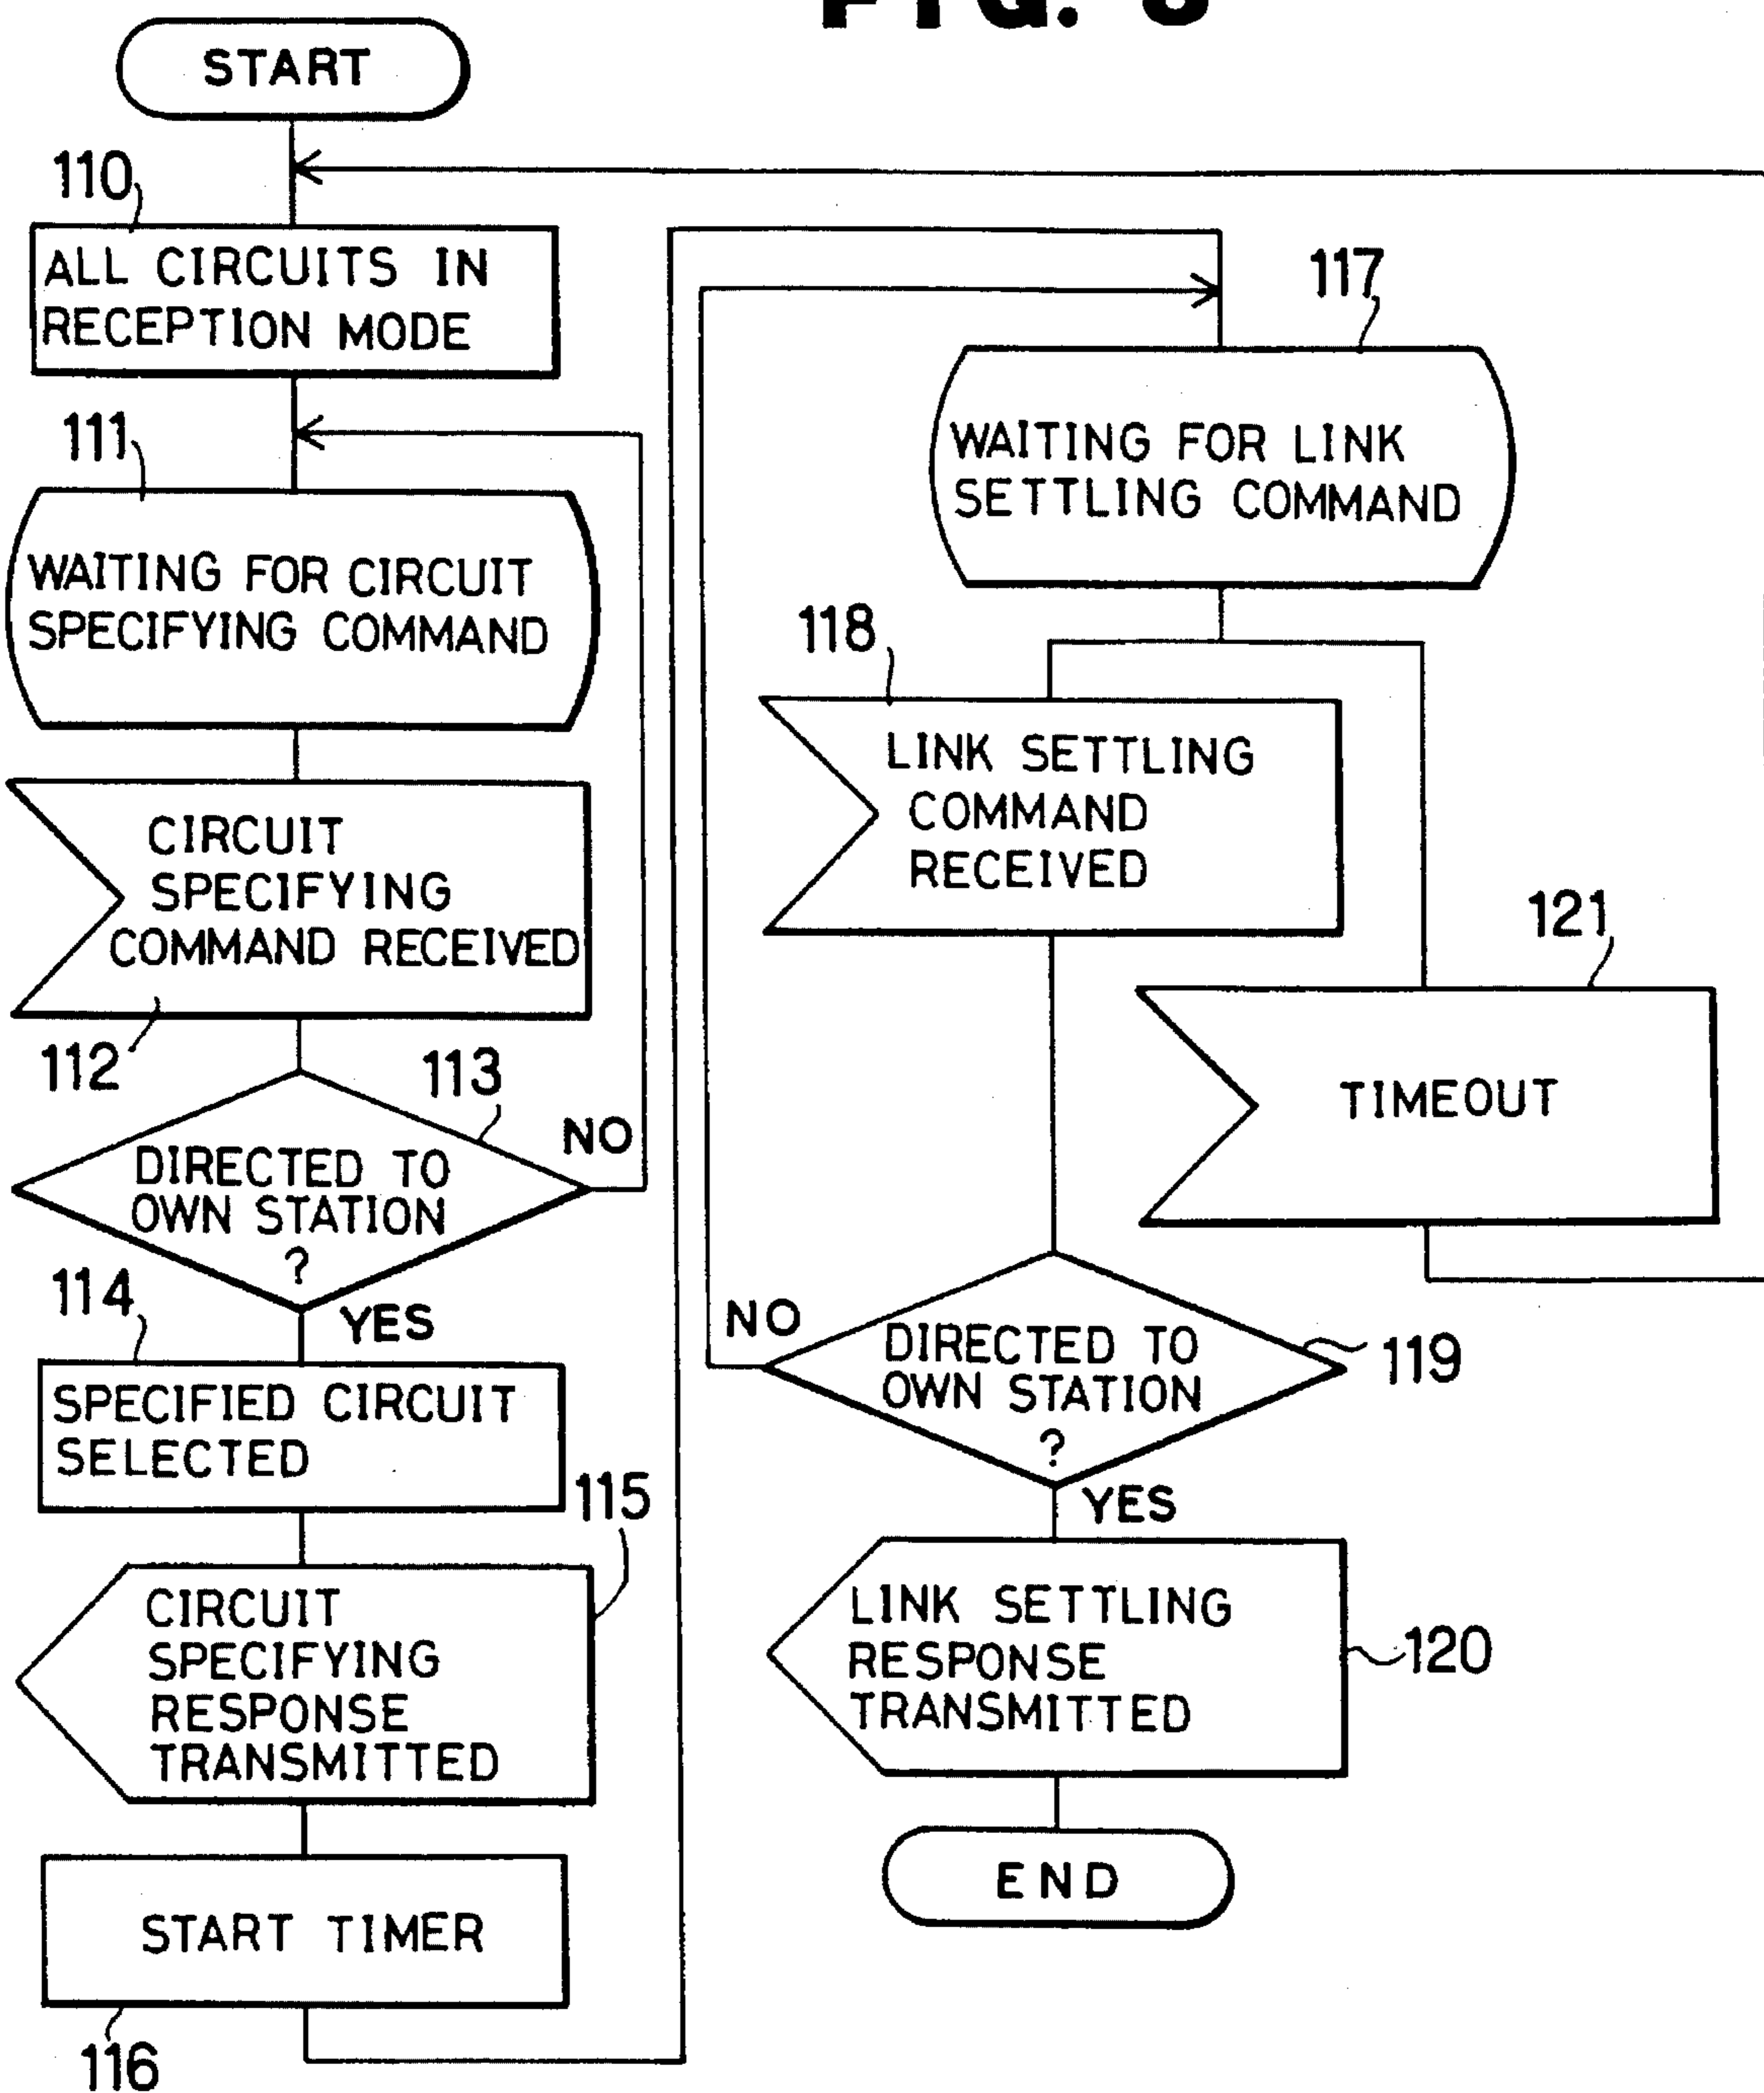 START
110
ALL CIRCUITS IN
RECEPTION MODE
111
WAITING FOR CIRCUIT
SPECIFYING COMMAND
CIRCUIT
SPECIFYING
COMMAND RECEIVED
112
113
NO
DIRECTED TO
OWN STATION
?
YES
114
SPECIFIED CIRCUIT
SELECTED
115
CIRCUIT
SPECIFYING
RESPONSE
TRANSMITTED
START TIMER
116
117
WAITING FOR LINK
SETTLING COMMAND
118
LINK SETTLING
COMMAND
RECEIVED
121
TIMEOUT
NO
DIRECTED TO
OWN STATION
?
119
YES
LINK SETTLING
RESPONSE
TRANSMITTED
120
END